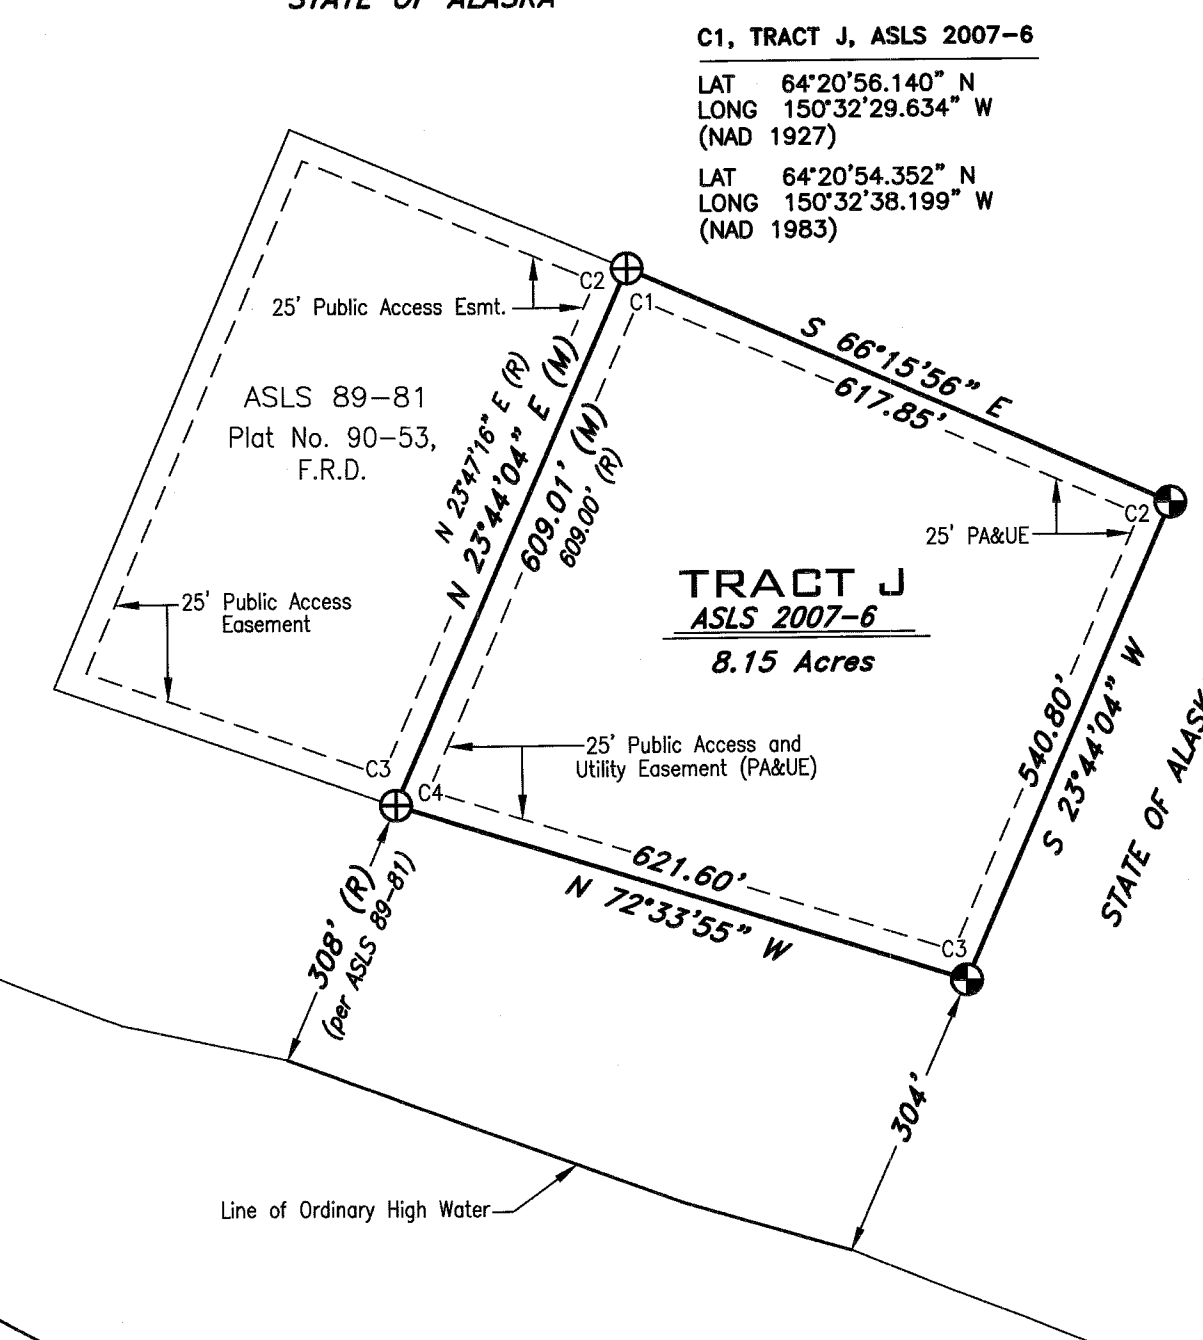 STATE OF ALASKA
C1, TRACT J, ASLS 2007-6
LAT 64°20'56.140" N
LONG 150°32'29.634" W
(NAD 1927)
LAT 64°20'54.352" N
LONG 150°32'38.199" W
(NAD 1983)
C2
C1
25' Public Access Esmt.
S 66°15'56" E
617.85'
N 23°47'16" E (R)
N 23°44'04" E (M)
609.01' (M)
609.00' (R)
ASLS 89-81
Plat No. 90-53,
F.R.D.
C2
25' PA&UE
TRACT J
ASLS 2007-6
8.15 Acres
25' Public Access
Easement
540.80'
S 23°44'04" W
STATE OF ALASK
25' Public Access and
Utility Easement (PA&UE)
C3
C4
621.60'
N 72°33'55" W
C3
308' (R)
(per ASLS 89-81)
304'
Line of Ordinary High Water